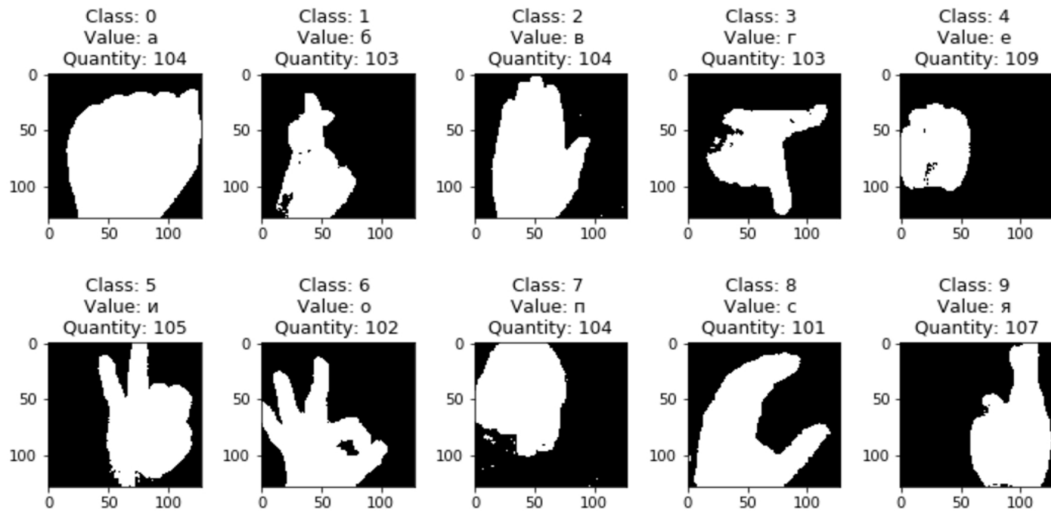 Class: 0
Value: а
Quantity: 104
Class: 1
Value: б
Quantity: 103
Class: 2
Value: в
Quantity: 104
Class: 3
Value: г
Quantity: 103
Class: 4
Value: е
Quantity: 109
0
50
100
0
50
100
0
50
100
0
50
100
0
50
100
0 50 100
0 50 100
0 50 100
0 50 100
0 50 100
Class: 5
Value: и
Quantity: 105
Class: 6
Value: о
Quantity: 102
Class: 7
Value: п
Quantity: 104
Class: 8
Value: с
Quantity: 101
Class: 9
Value: я
Quantity: 107
0
50
100
0
50
100
0
50
100
0
50
100
0
50
100
0 50 100
0 50 100
0 50 100
0 50 100
0 50 100